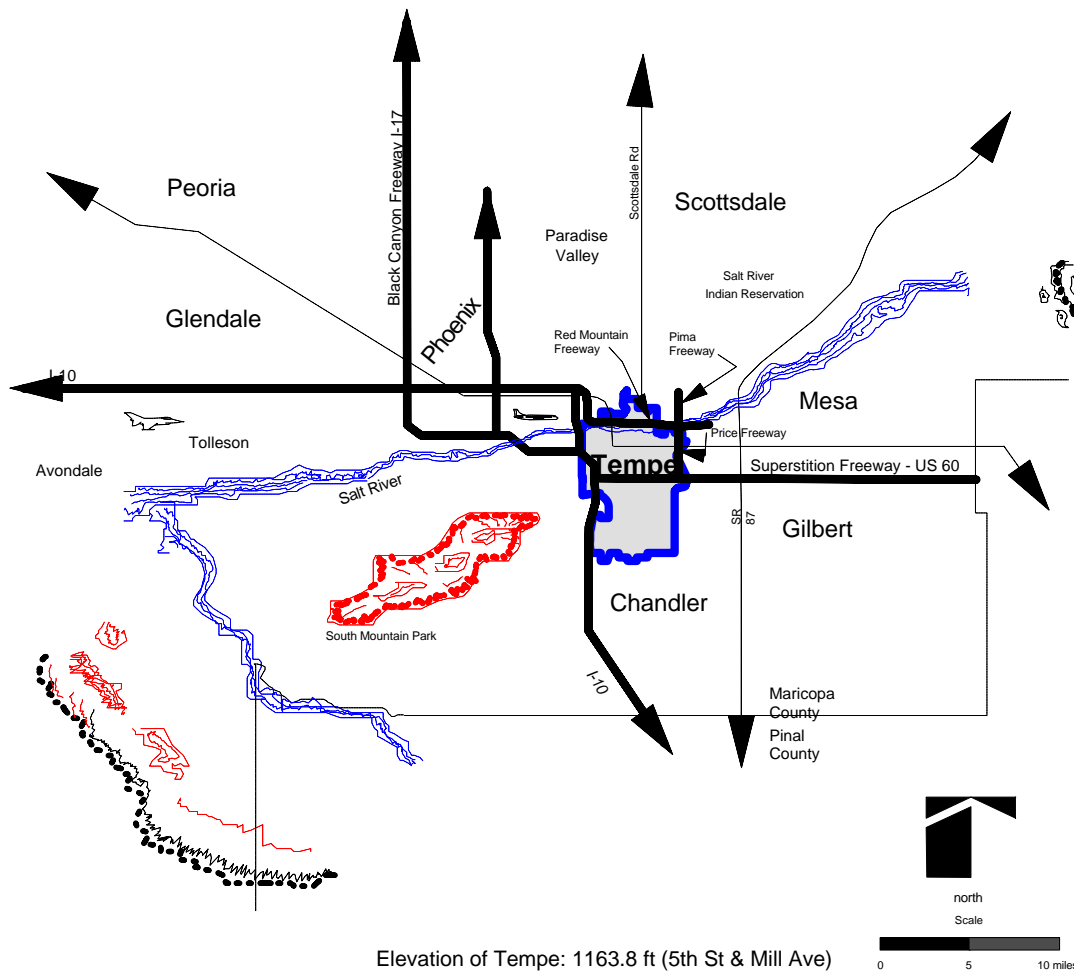 Black Canyon Freeway I-17
Scottsdale Rd
Peoria
Scottsdale
Paradise
Valley
Salt River
Indian Reservation
Glendale
Phoenix
Red Mountain
Freeway
Pima
Freeway
I-10
Mesa
Tolleson
Price Freeway
Avondale
Tempe
Superstition Freeway - US 60
Salt River
SR
87
Gilbert
Chandler
South Mountain Park
I-10
Maricopa
County
Pinal
County
north
Scale
Elevation of Tempe: 1163.8 ft (5th St & Mill Ave)
0 5 10 miles